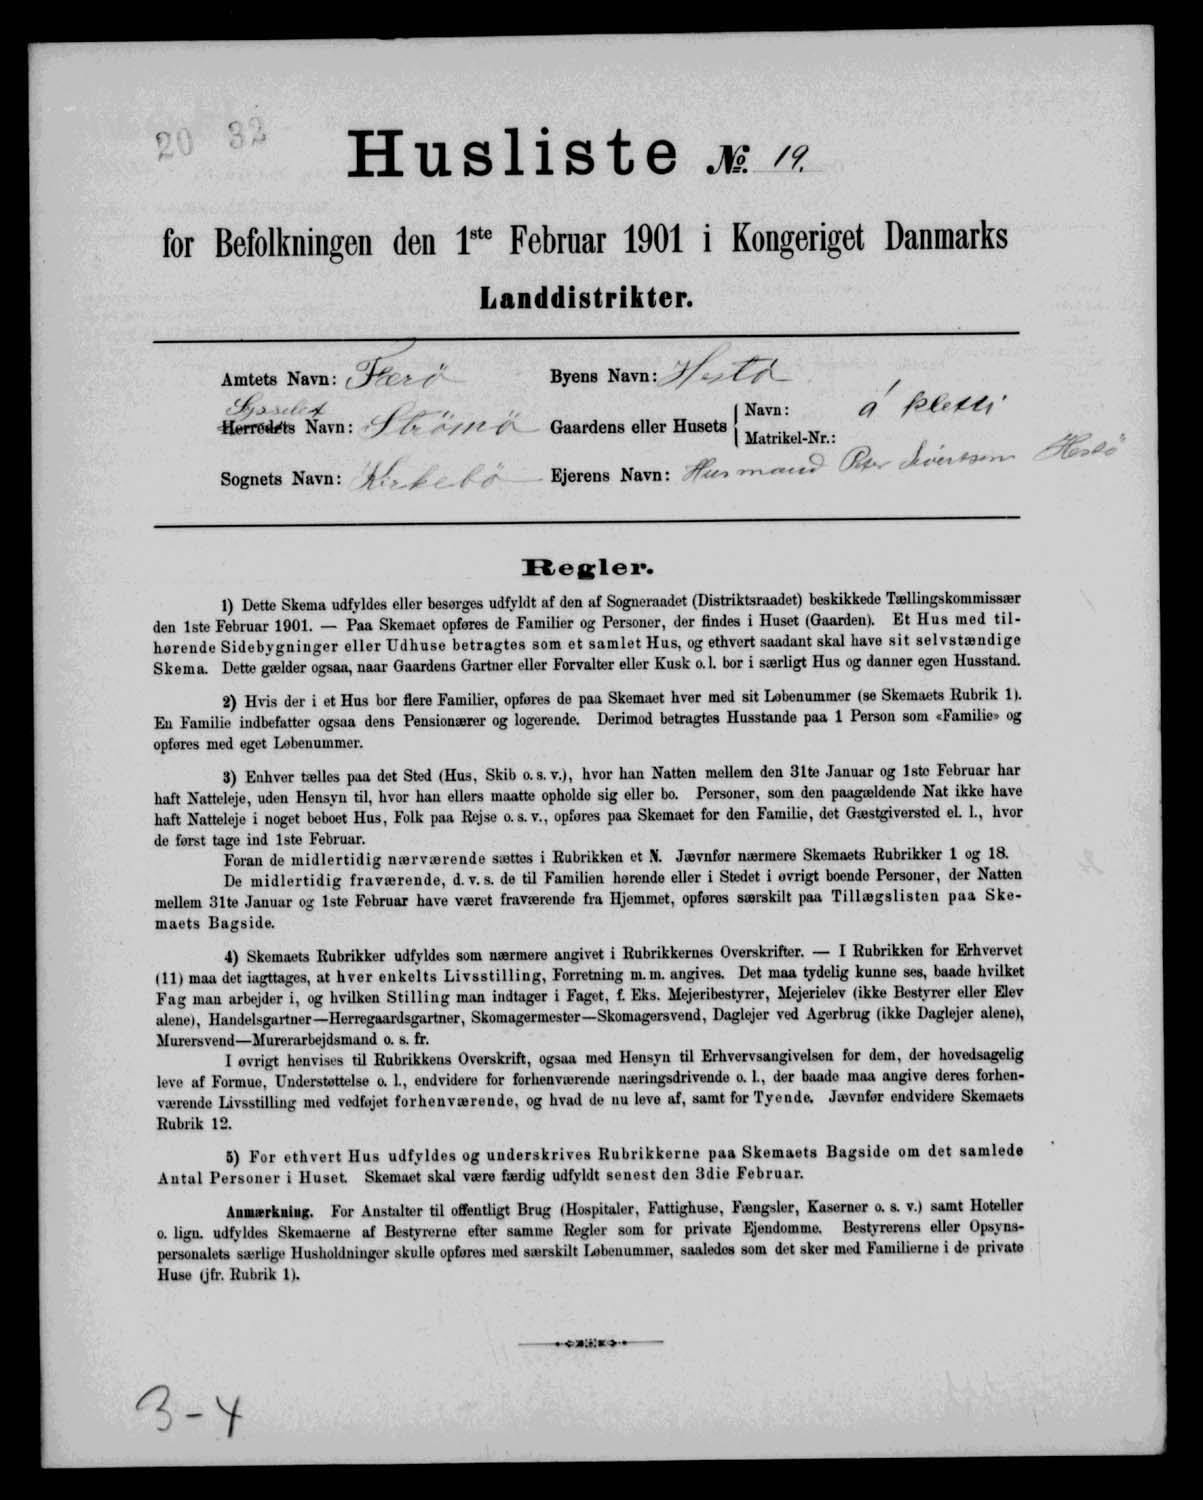 20 32
Husliste № 19.
for Befolkningen den 1ste Februar 1901 i Kongeriget Danmarks
Landdistrikter.
Amtets Navn: Færø Byens Navn: Hestö
Sysselet
Herredets Navn: Strömö Gaardens eller Husets Navn: á kletti
Matrikel-Nr.:
Sognets Navn: Kirkebö Ejerens Navn: Husmand Peter Hestö
Regler.
1) Dette Skema udfyldes eller besørges udfyldt af den af Sogneraadet (Distriktsraadet) beskikkede Tællingskommissær
den 1ste Februar 1901. — Paa Skemaet opføres de Familier og Personer, der findes i Huset (Gaarden). Et Hus med til-
hørende Sidebygninger eller Udhuse betragtes som et samlet Hus, og ethvert saadant skal have sit selvstændige
Skema. Dette gælder ogsaa, naar Gaardens Gartner eller Forvalter eller Kusk o. l. bor i særligt Hus og danner egen Husstand.
2) Hvis der i et Hus bor flere Familier, opføres de paa Skemaet hver med sit Løbenummer (se Skemaets Rubrik 1).
En Familie indbefatter ogsaa dens Pensionærer og logerende. Derimod betragtes Husstande paa 1 Person som «Familie» og
opføres med eget Løbenummer.
3) Enhver tælles paa det Sted (Hus, Skib o. s. v.), hvor han Natten mellem den 31te Januar og 1ste Februar har
haft Natteleje, uden Hensyn til, hvor han ellers maatte opholde sig eller bo. Personer, som den paagældende Nat ikke have
haft Natteleje i noget beboet Hus, Folk paa Rejse o. s. v., opføres paa Skemaet for den Familie, det Gæstgiversted el. l., hvor
de først tage ind 1ste Februar.
Foran de midlertidig nærværende sættes i Rubrikken et N. Jævnfør nærmere Skemaets Rubrikker 1 og 18.
De midlertidig fraværende, d. v. s. de til Familien hørende eller i Stedet i øvrigt boende Personer, der Natten
mellem 31te Januar og 1ste Februar have været fraværende fra Hjemmet, opføres særskilt paa Tillægslisten paa Ske-
maets Bagside.
4) Skemaets Rubrikker udfyldes som nærmere angivet i Rubrikkernes Overskrifter. — I Rubrikken for Erhvervet
(11) maa det iagttages, at hver enkelts Livsstilling, Forretning m. m. angives. Det maa tydelig kunne ses, baade hvilket
Fag man arbejder i, og hvilken Stilling man indtager i Faget, f. Eks. Mejeribestyrer, Mejerielev (ikke Bestyrer eller Elev
alene), Handelsgartner—Herregaardsgartner, Skomagermester—Skomagersvend, Daglejer ved Agerbrug (ikke Daglejer alene),
Murersvend—Murerarbejdsmand o. s. fr.
I øvrigt henvises til Rubrikkens Overskrift, ogsaa med Hensyn til Erhvervsangivelsen for dem, der hovedsagelig
leve af Formue, Understøttelse o. l., endvidere for forhenværende næringsdrivende o. l., der baade maa angive deres forhen-
værende Livsstilling med vedføjet forhenværende, og hvad de nu leve af, samt for Tyende. Jævnfør endvidere Skemaets
Rubrik 12.
5) For ethvert Hus udfyldes og underskrives Rubrikkerne paa Skemaets Bagside om det samlede
Antal Personer i Huset. Skemaet skal være færdig udfyldt senest den 3die Februar.
Anmærkning. For Anstalter til offentligt Brug (Hospitaler, Fattighuse, Fængsler, Kaserner o. s. v.) samt Hoteller
o. lign. udfyldes Skemaerne af Bestyrerne efter samme Regler som for private Ejendomme. Bestyrerens eller Opsyns-
personalets særlige Husholdninger skulle opføres med særskilt Løbenummer, saaledes som det sker med Familierne i de private
Huse (jfr. Rubrik 1).
3-4